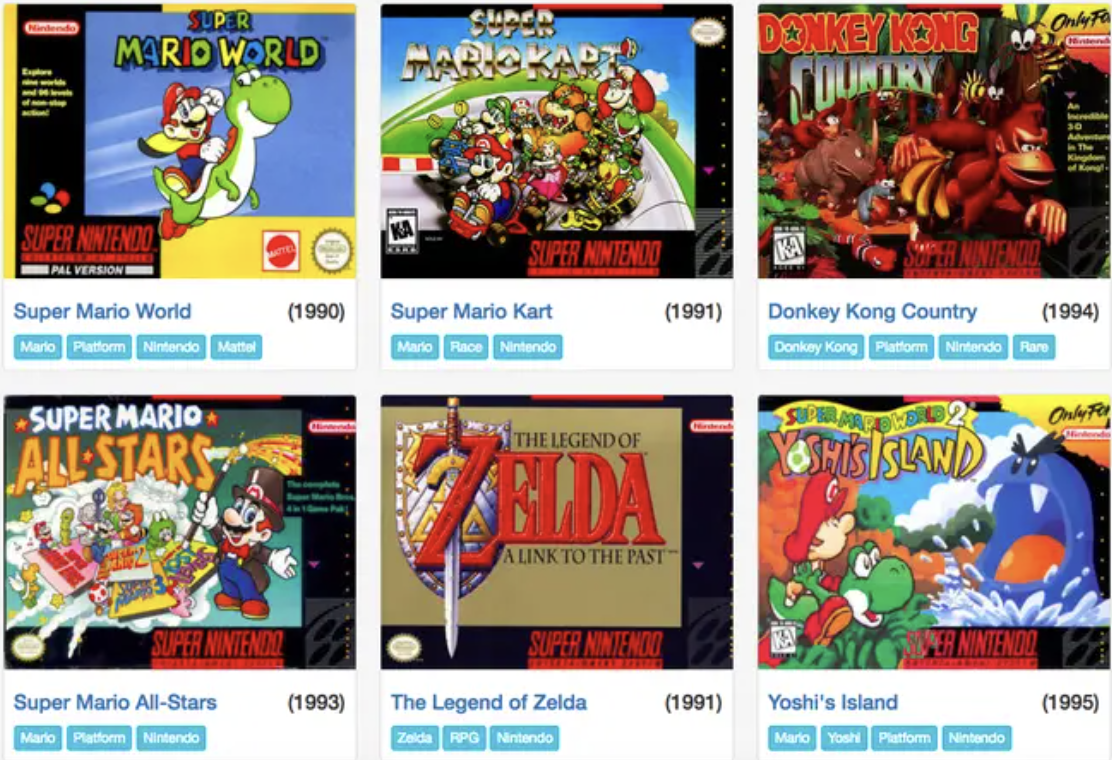 SUPER
MARIO WORLD
Nintendo
Explore
nine worlds
and 96 levels
of non-stop
action!
SUPER NINTENDO
PAL VERSION
MATTEL
Super Mario World (1990)
Mario Platform Nintendo Mattel
SUPER
MARIO KART
K-A
SUPER NINTENDO
Super Mario Kart (1991)
Mario Race Nintendo
DONKEY KONG
COUNTRY
Only For
Nintendo
An
Incredible
3-D
Adventure
in The
Kingdom
of Kong!
K-A
SUPER NINTENDO
Donkey Kong Country (1994)
Donkey Kong Platform Nintendo Rare
SUPER MARIO
ALL-STARS
Nintendo
The complete
Super Mario Bros.
4 in 1 Game Pak!
SUPER NINTENDO
Super Mario All-Stars (1993)
Mario Platform Nintendo
THE LEGEND OF
ZELDA
A LINK TO THE PAST
Nintendo
SUPER NINTENDO
ENTERTAINMENT SYSTEM
The Legend of Zelda (1991)
Zelda RPG Nintendo
SUPER MARIO WORLD 2
YOSHI'S ISLAND
Only For
Nintendo
K-A
SUPER NINTENDO
Yoshi's Island (1995)
Mario Yoshi Platform Nintendo